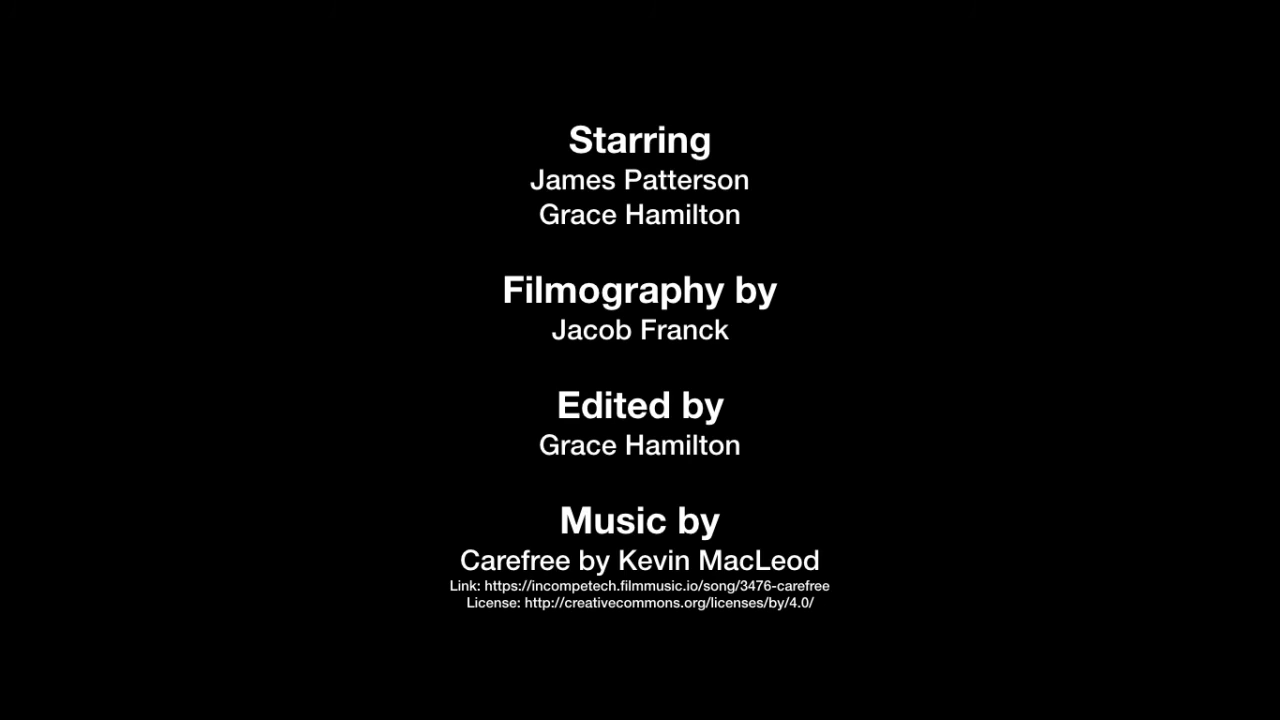 Starring
James Patterson
Grace Hamilton
Filmography by
Jacob Franck
Edited by
Grace Hamilton
Music by
Carefree by Kevin MacLeod
Link: https://incompetech.filmmusic.io/song/3476-carefree
License: http://creativecommons.org/licenses/by/4.0/